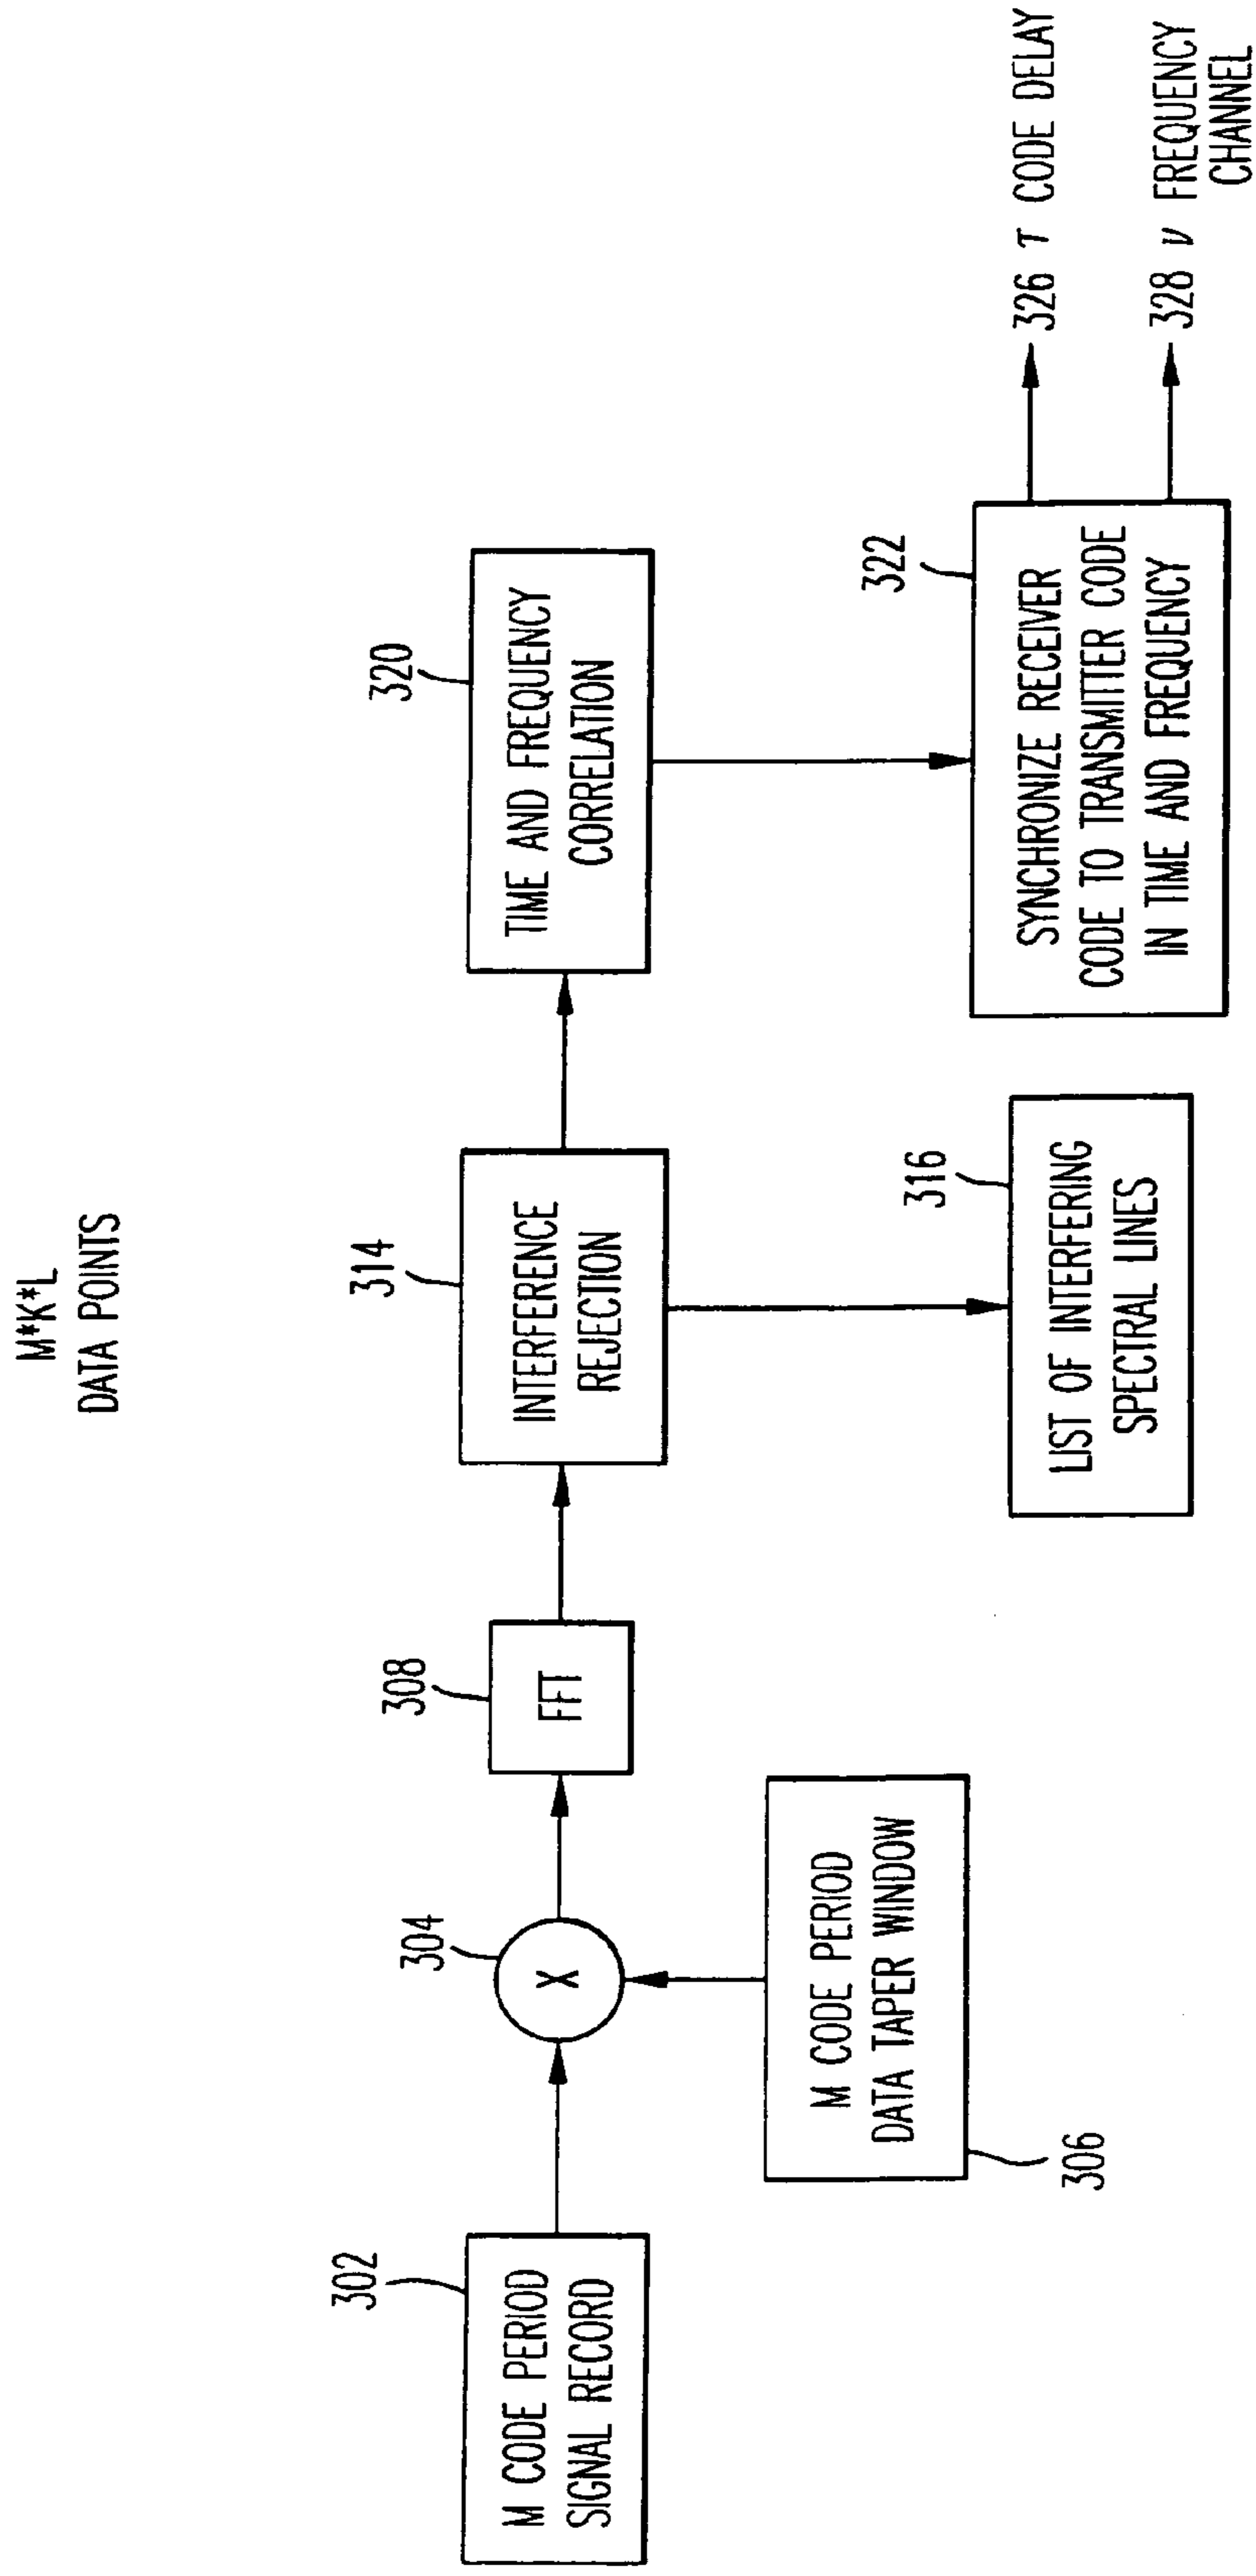 M*K*L
DATA POINTS
302
M CODE PERIOD
SIGNAL RECORD
304
X
306
M CODE PERIOD
DATA TAPER WINDOW
308
FFT
314
INTERFERENCE
REJECTION
316
LIST OF INTERFERING
SPECTRAL LINES
320
TIME AND FREQUENCY
CORRELATION
322
SYNCHRONIZE RECEIVER
CODE TO TRANSMITTER CODE
IN TIME AND FREQUENCY
326 τ CODE DELAY
328 ν FREQUENCY
CHANNEL